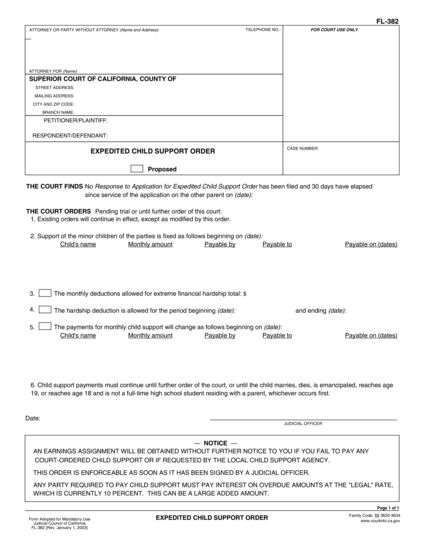 FL-382
ATTORNEY OR PARTY WITHOUT ATTORNEY (Name and Address):
TELEPHONE NO.:
FOR COURT USE ONLY
ATTORNEY FOR (Name):
SUPERIOR COURT OF CALIFORNIA, COUNTY OF
STREET ADDRESS:
MAILING ADDRESS:
CITY AND ZIP CODE:
BRANCH NAME:
PETITIONER/PLAINTIFF:
RESPONDENT/DEFENDANT:
EXPEDITED CHILD SUPPORT ORDER
CASE NUMBER:
Proposed
THE COURT FINDS No Response to Application for Expedited Child Support Order has been filed and 30 days have elapsed
since service of the application on the other parent on (date):
THE COURT ORDERS Pending trial or until further order of this court:
1. Existing orders will continue in effect, except as modified by this order.
2. Support of the minor children of the parties is fixed as follows beginning on (date):
Child's name Monthly amount Payable by Payable to Payable on (dates)
3. The monthly deductions allowed for extreme financial hardship total: $
4. The hardship deduction is allowed for the period beginning (date): and ending (date):
5. The payments for monthly child support will change as follows beginning on (date):
Child's name Monthly amount Payable by Payable to Payable on (dates)
6. Child support payments must continue until further order of the court, or until the child marries, dies, is emancipated, reaches age
19, or reaches age 18 and is not a full-time high school student residing with a parent, whichever occurs first.
Date:
JUDICIAL OFFICER
— NOTICE —
AN EARNINGS ASSIGNMENT WILL BE OBTAINED WITHOUT FURTHER NOTICE TO YOU IF YOU FAIL TO PAY ANY
COURT-ORDERED CHILD SUPPORT OR IF REQUESTED BY THE LOCAL CHILD SUPPORT AGENCY.
THIS ORDER IS ENFORCEABLE AS SOON AS IT HAS BEEN SIGNED BY A JUDICIAL OFFICER.
ANY PARTY REQUIRED TO PAY CHILD SUPPORT MUST PAY INTEREST ON OVERDUE AMOUNTS AT THE "LEGAL" RATE,
WHICH IS CURRENTLY 10 PERCENT. THIS CAN BE A LARGE ADDED AMOUNT.
Page 1 of 1
Form Adopted for Mandatory Use
Judicial Council of California
FL-382 [Rev. January 1, 2003]
EXPEDITED CHILD SUPPORT ORDER
Family Code, §§ 3620-3634
www.courtinfo.ca.gov